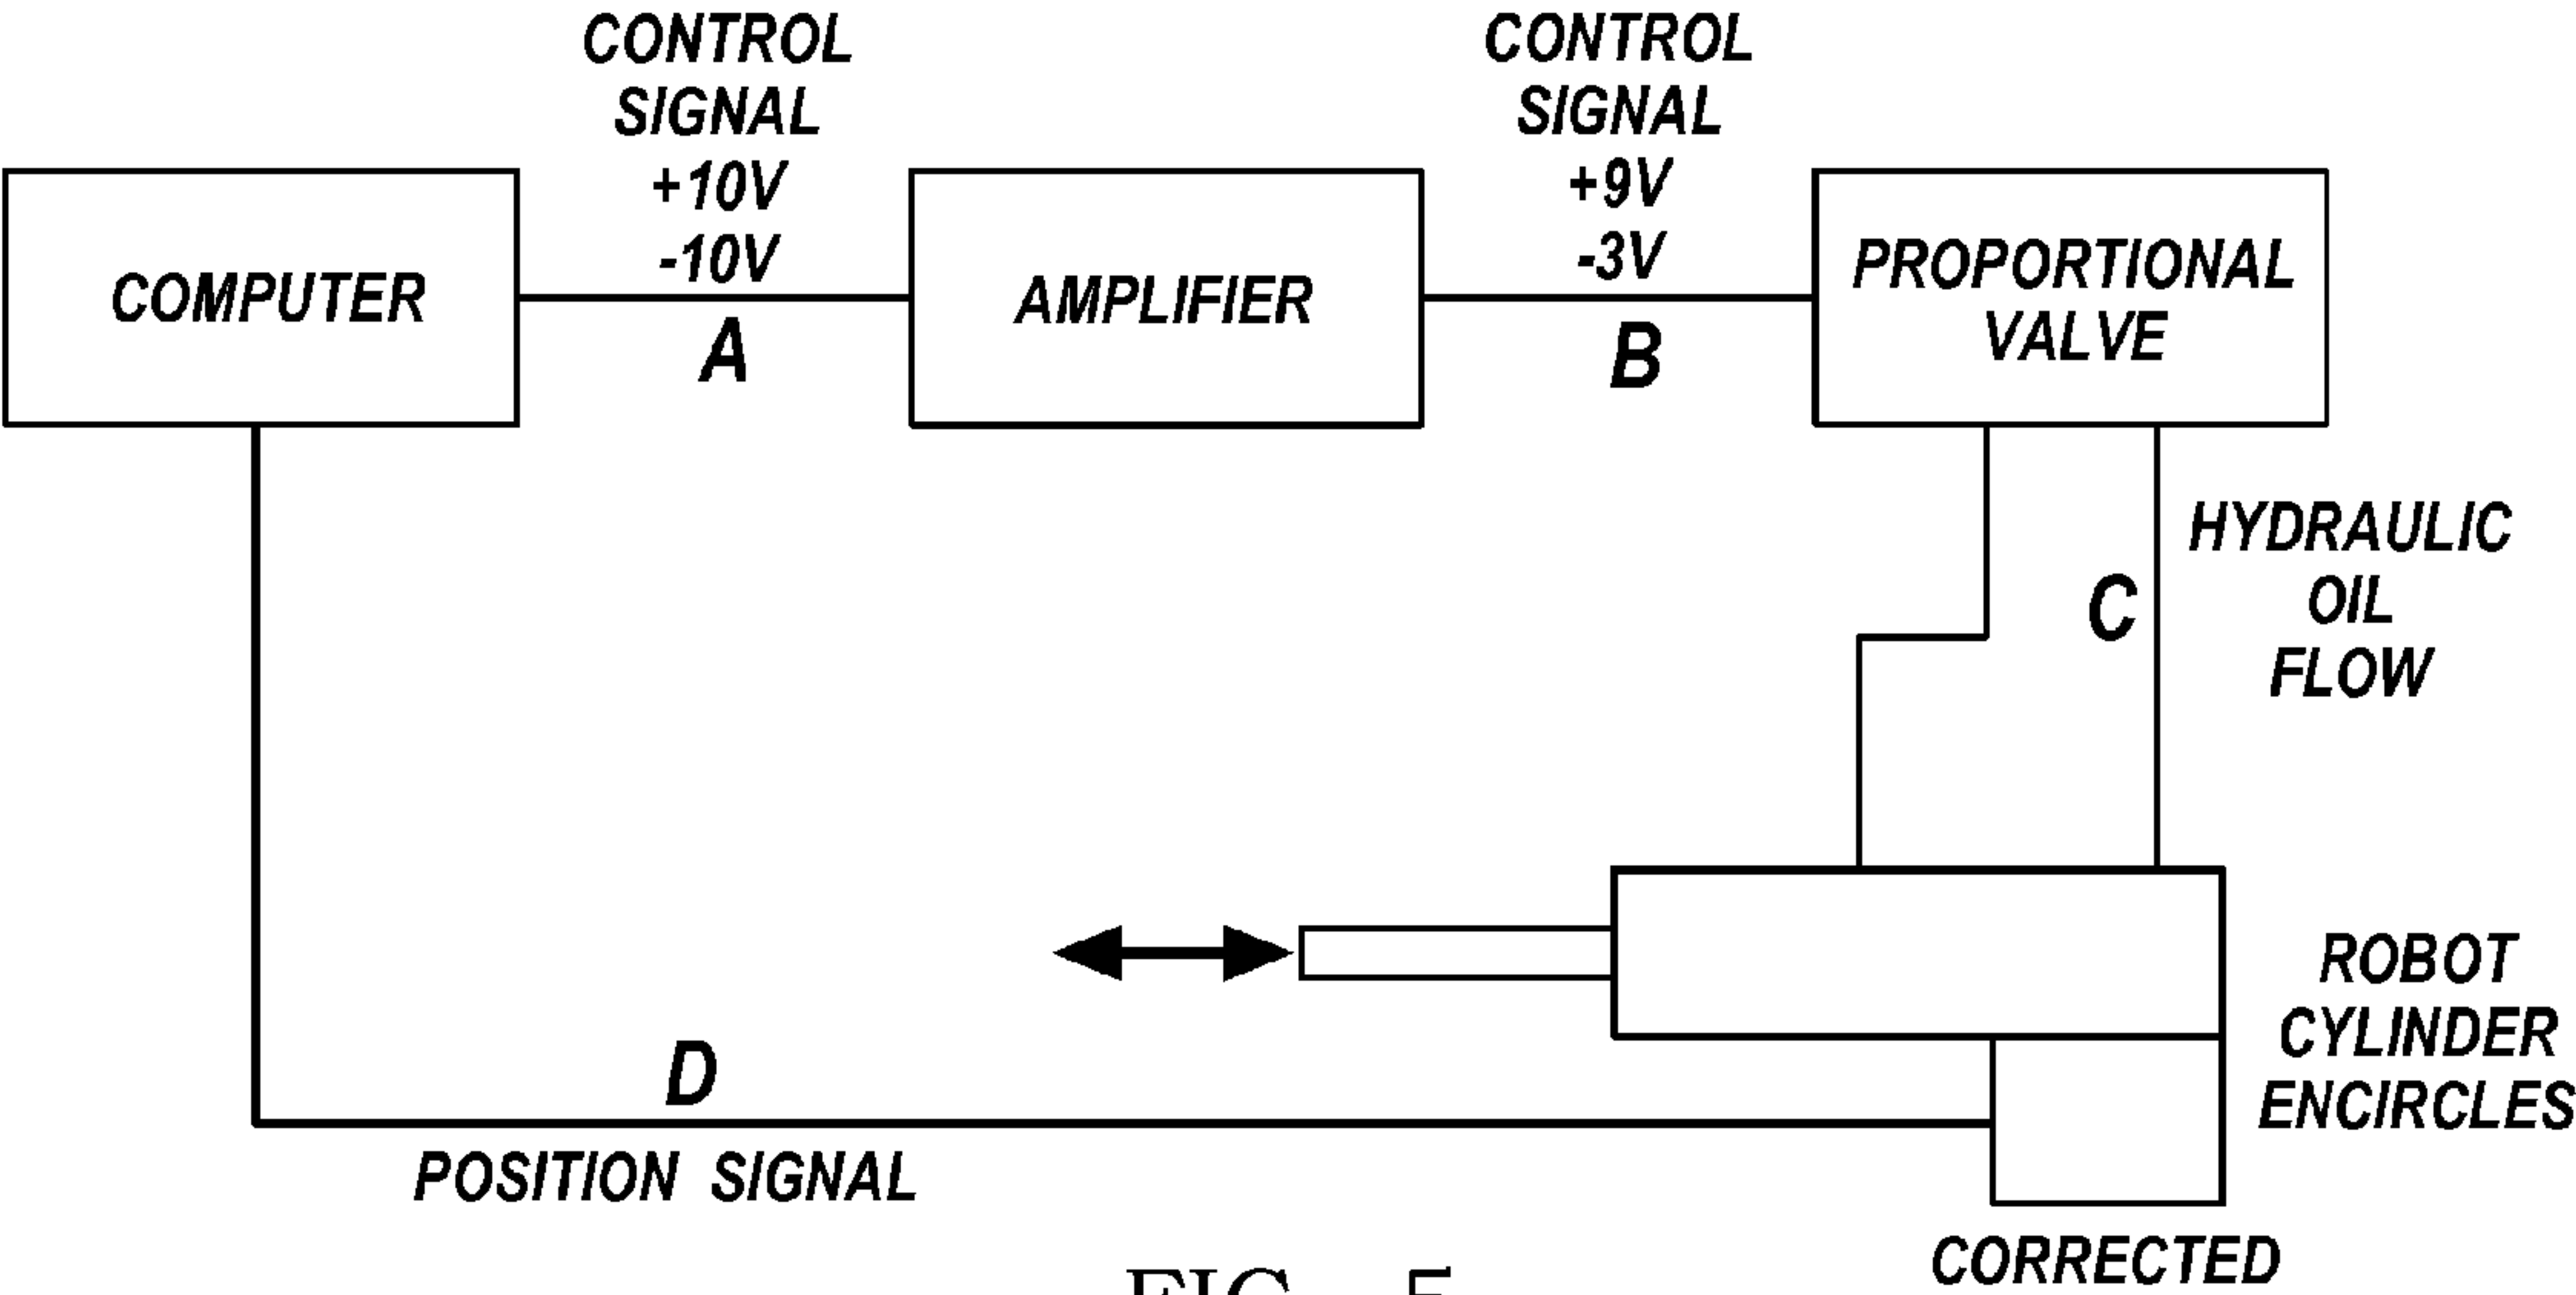 CONTROL
SIGNAL
+10V
-10V
CONTROL
SIGNAL
+9V
-3V
COMPUTER
A
AMPLIFIER
B
PROPORTIONAL
VALVE
C
HYDRAULIC
OIL
FLOW
ROBOT
CYLINDER
ENCIRCLES
D
POSITION SIGNAL
CORRECTED